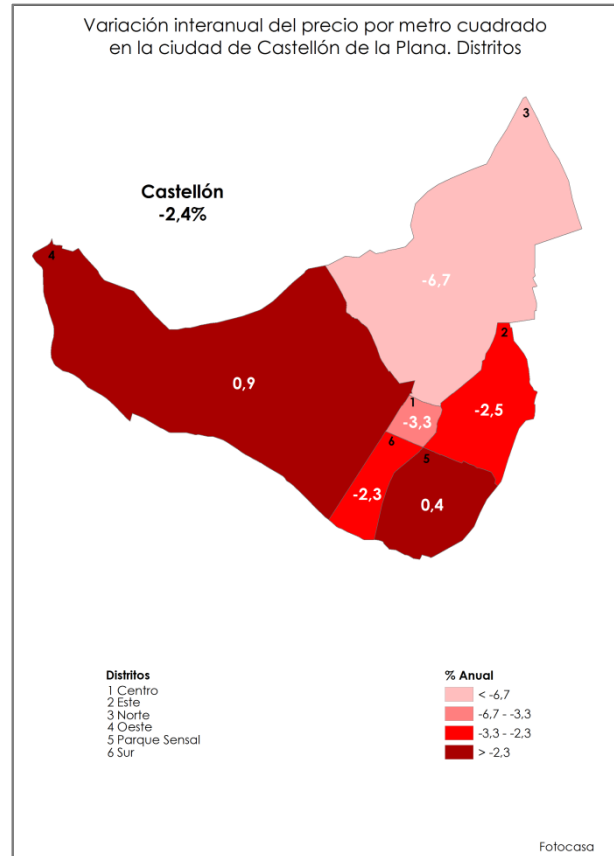 Variación interanual del precio por metro cuadrado
en la ciudad de Castellón de la Plana. Distritos
3
Castellón
-2,4%
4
-6,7
2
0,9
1
-2,5
-3,3
6
5
-2,3
0,4
Distritos
1 Centro
2 Este
3 Norte
4 Oeste
5 Parque Sensal
6 Sur
% Anual
< -6,7
-6,7 - -3,3
-3,3 - -2,3
> -2,3
Fotocasa